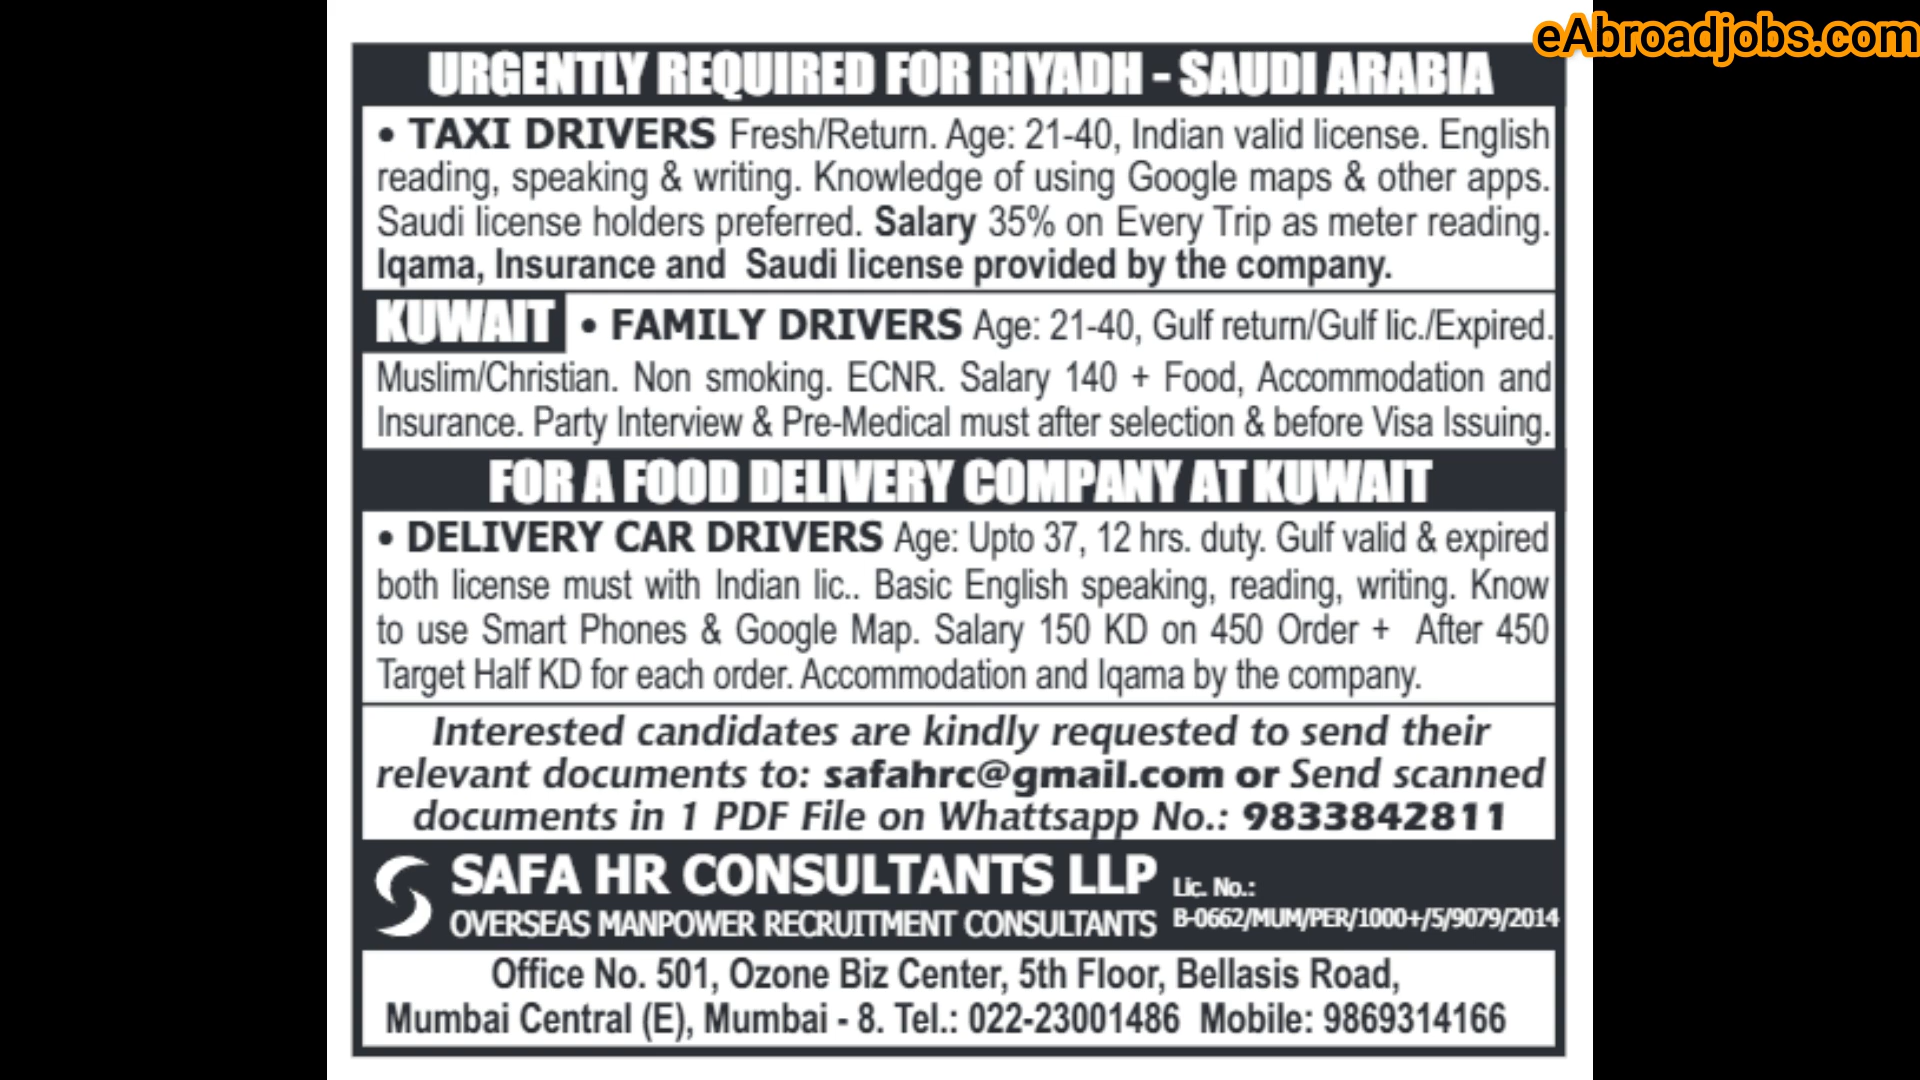 eAbroadjobs.com
URGENTLY REQUIRED FOR RIYADH - SAUDI ARABIA
• TAXI DRIVERS Fresh/Return. Age: 21-40, Indian valid license. English
reading, speaking & writing. Knowledge of using Google maps & other apps.
Saudi license holders preferred. Salary 35% on Every Trip as meter reading.
Iqama, Insurance and Saudi license provided by the company.
KUWAIT • FAMILY DRIVERS Age: 21-40, Gulf return/Gulf lic./Expired.
Muslim/Christian. Non smoking. ECNR. Salary 140 + Food, Accommodation and
Insurance. Party Interview & Pre-Medical must after selection & before Visa Issuing.
FOR A FOOD DELIVERY COMPANY AT KUWAIT
• DELIVERY CAR DRIVERS Age: Upto 37, 12 hrs. duty. Gulf valid & expired
both license must with Indian lic.. Basic English speaking, reading, writing. Know
to use Smart Phones & Google Map. Salary 150 KD on 450 Order + After 450
Target Half KD for each order. Accommodation and Iqama by the company.
Interested candidates are kindly requested to send their
relevant documents to: safahrc@gmail.com or Send scanned
documents in 1 PDF File on Whattsapp No.: 9833842811
SAFA HR CONSULTANTS LLP
OVERSEAS MANPOWER RECRUITMENT CONSULTANTS
Lic. No.:
B-0662/MUM/PER/1000+/5/9079/2014
Office No. 501, Ozone Biz Center, 5th Floor, Bellasis Road,
Mumbai Central (E), Mumbai - 8. Tel.: 022-23001486 Mobile: 9869314166